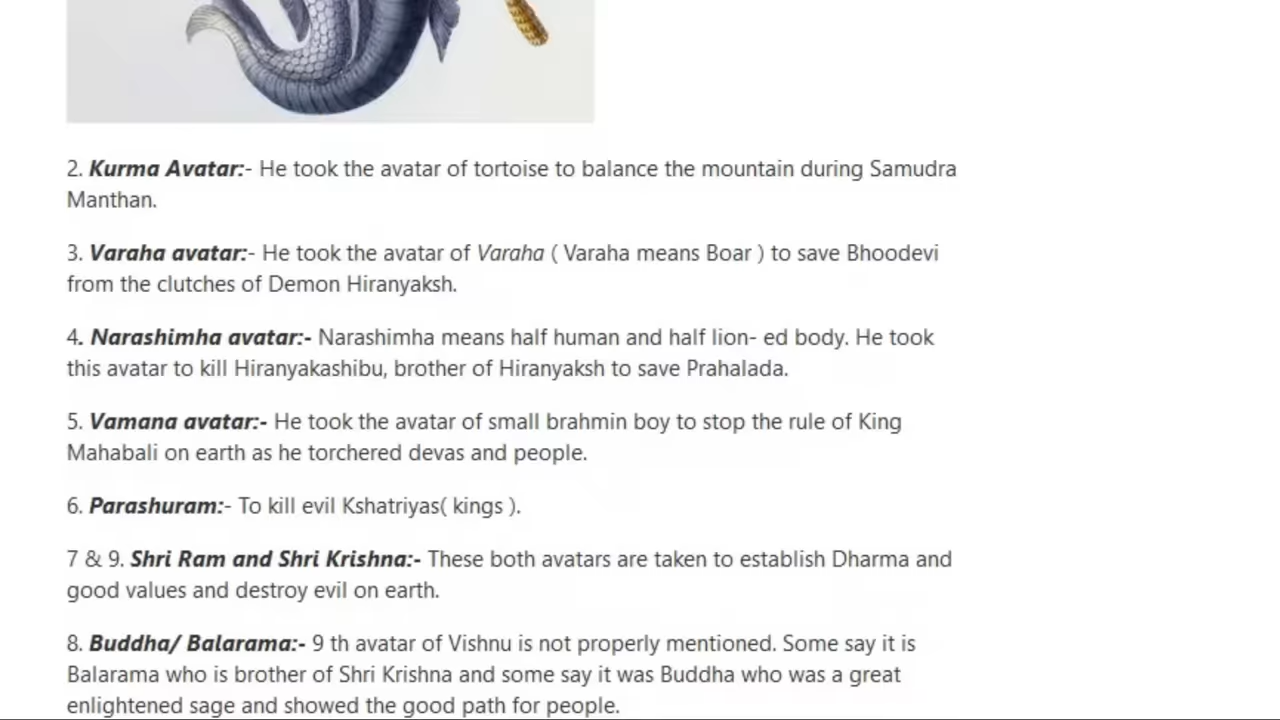 2. Kurma Avatar:- He took the avatar of tortoise to balance the mountain during Samudra
Manthan.
3. Varaha avatar:- He took the avatar of Varaha ( Varaha means Boar ) to save Bhoodevi
from the clutches of Demon Hiranyaksh.
4. Narashimha avatar:- Narashimha means half human and half lion- ed body. He took
this avatar to kill Hiranyakashibu, brother of Hiranyaksh to save Prahalada.
5. Vamana avatar:- He took the avatar of small brahmin boy to stop the rule of King
Mahabali on earth as he torchered devas and people.
6. Parashuram:- To kill evil Kshatriyas( kings ).
7 & 9. Shri Ram and Shri Krishna:- These both avatars are taken to establish Dharma and
good values and destroy evil on earth.
8. Buddha/ Balarama:- 9 th avatar of Vishnu is not properly mentioned. Some say it is
Balarama who is brother of Shri Krishna and some say it was Buddha who was a great
enlightened sage and showed the good path for people.